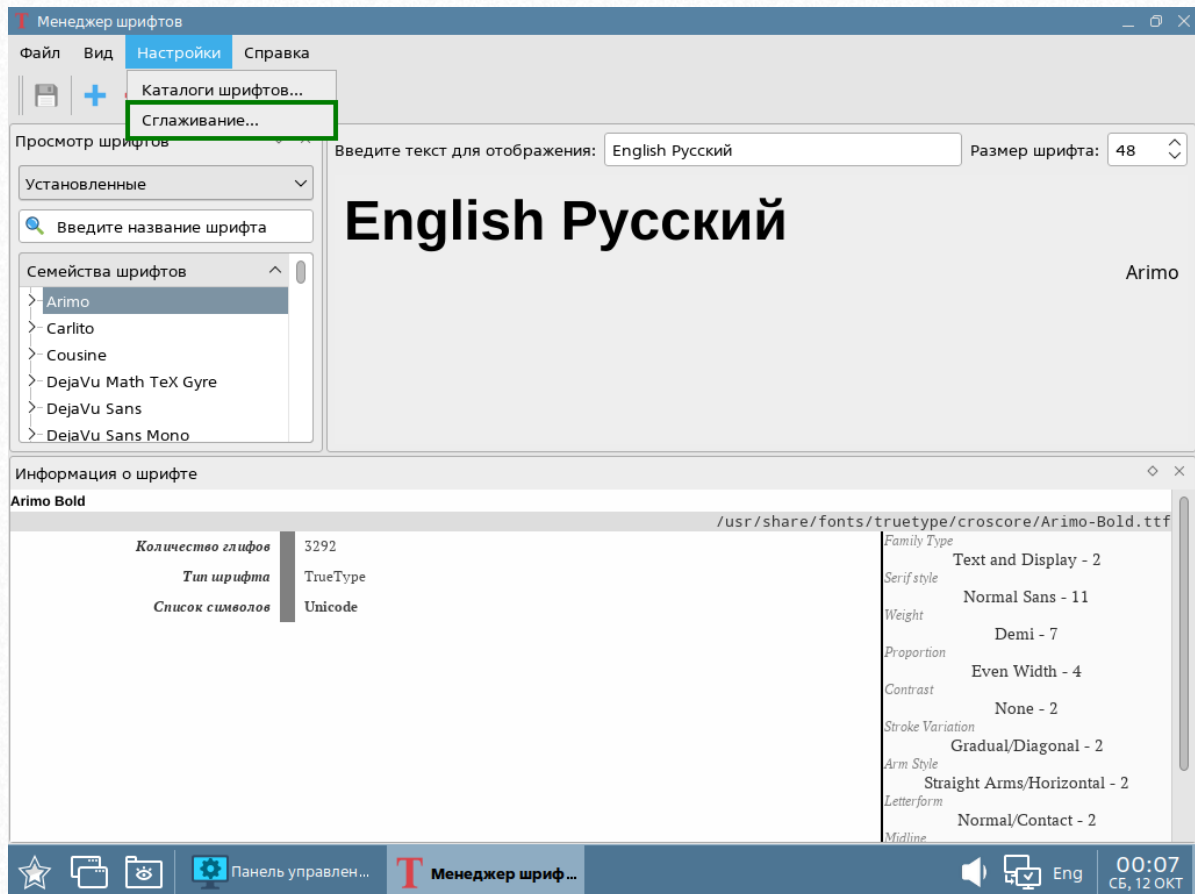 Менеджер шрифтов
Файл Вид Настройки Справка
Каталоги шрифтов...
Сглаживание...
Просмотр шрифтов
Введите текст для отображения: English Русский Размер шрифта: 48
Установленные
Введите название шрифта
English Русский
Arimo
Семейства шрифтов
Arimo
Carlito
Cousine
DejaVu Math TeX Gyre
DejaVu Sans
DejaVu Sans Mono
Информация о шрифте
Arimo Bold
/usr/share/fonts/truetype/croscore/Arimo-Bold.ttf
Количество глифов 3292
Тип шрифта TrueType
Список символов Unicode
Family Type
Text and Display - 2
Serif style
Normal Sans - 11
Weight
Demi - 7
Proportion
Even Width - 4
Contrast
None - 2
Stroke Variation
Gradual/Diagonal - 2
Arm Style
Straight Arms/Horizontal - 2
Letterform
Normal/Contact - 2
Midline
Панель управлен... Менеджер шриф... Eng 00:07
СБ, 12 ОКТ